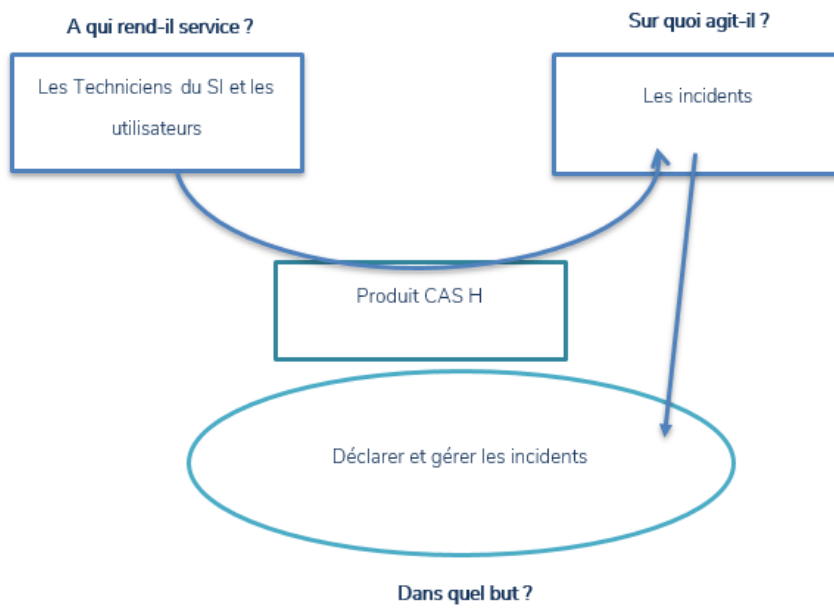 A qui rend-il service ?
Sur quoi agit-il ?
Les Techniciens du SI et les
utilisateurs
Les incidents
Produit CAS H
Déclarer et gérer les incidents
Dans quel but ?